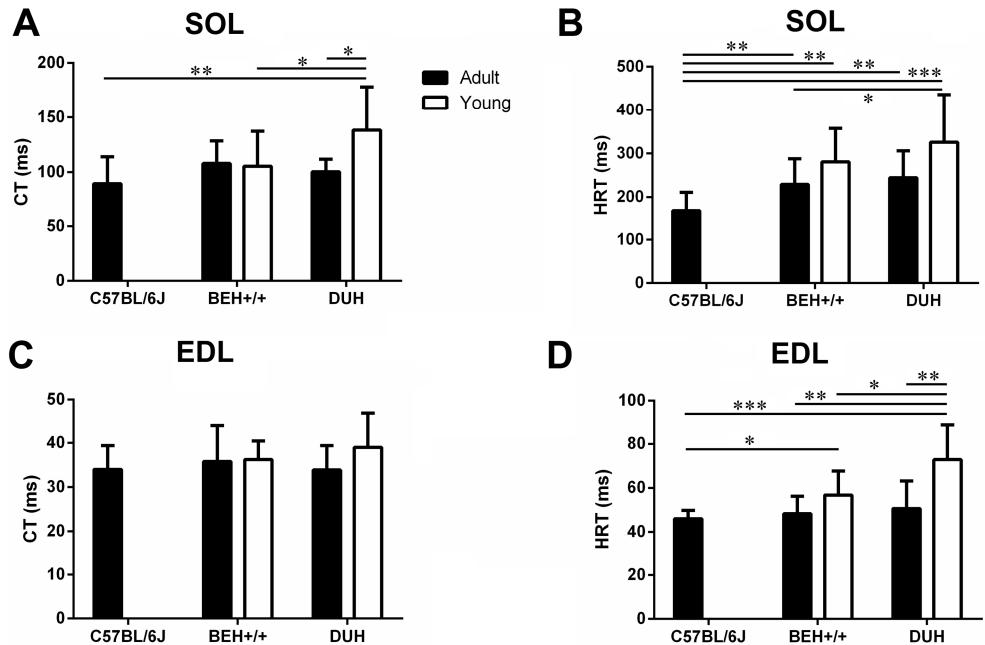 A
SOL
*
*
**
200
150
100
50
0
CT (ms)
C57BL/6J
BEH+/+
DUH
Adult
Young
B
SOL
**
**
**
***
*
500
400
300
200
100
0
HRT (ms)
C57BL/6J
BEH+/+
DUH
C
EDL
50
40
30
20
10
0
CT (ms)
C57BL/6J
BEH+/+
DUH
D
EDL
**
*
**
***
*
100
80
60
40
20
0
HRT (ms)
C57BL/6J
BEH+/+
DUH